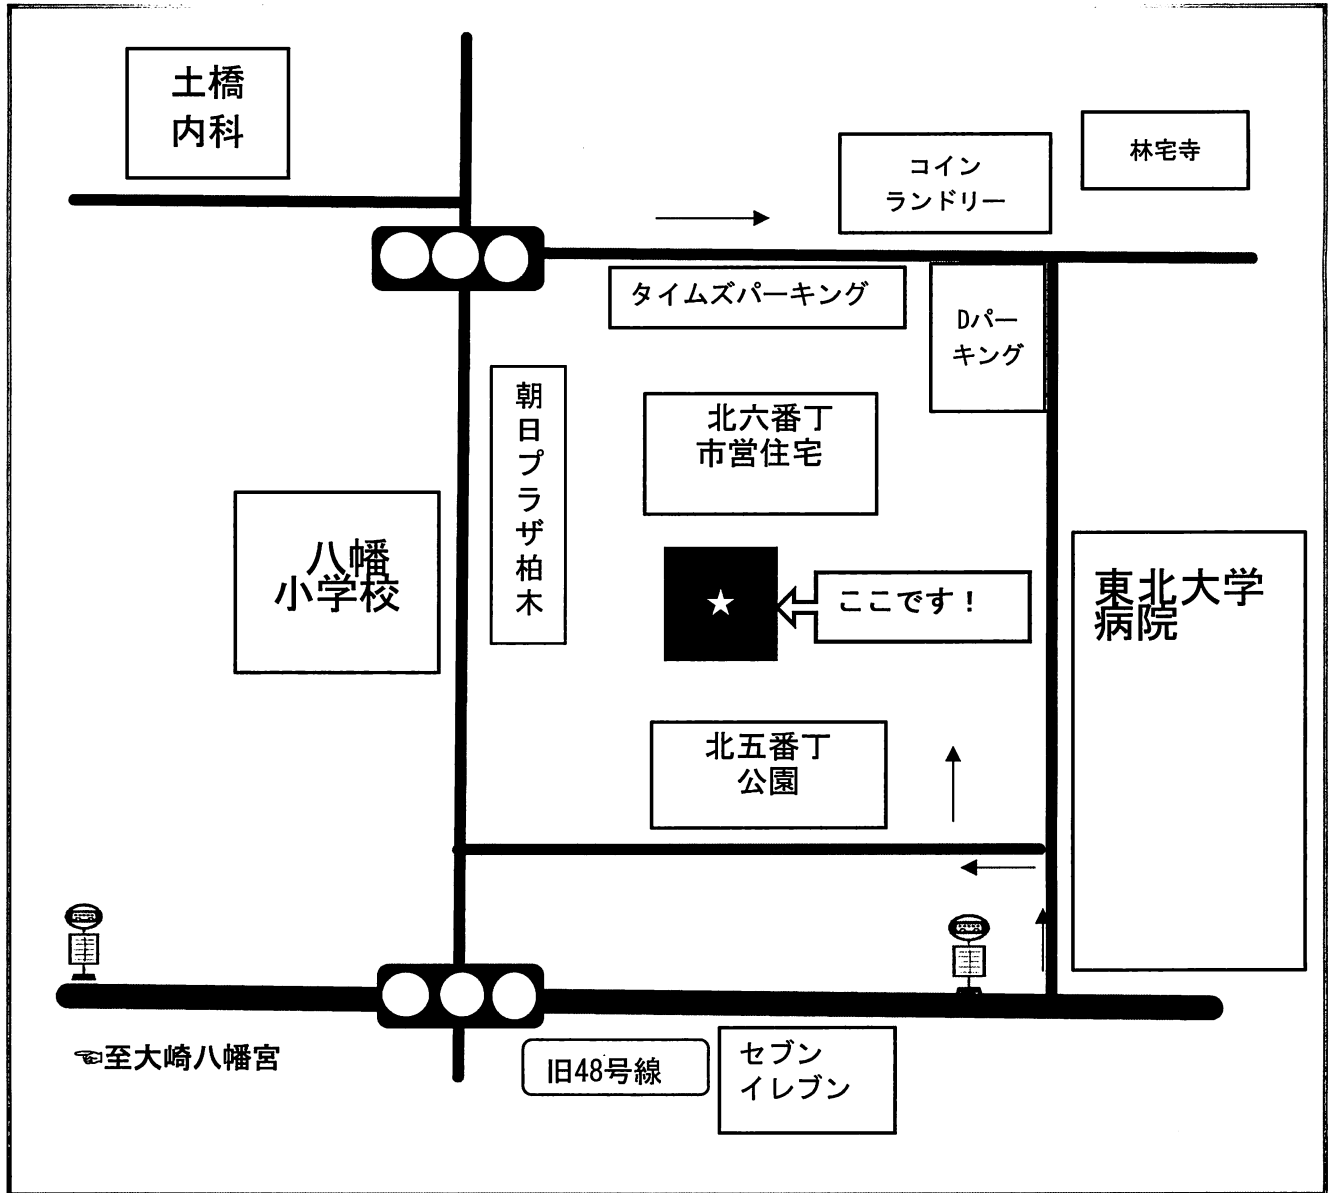 土橋
内科
コイン
ランドリー
林宅寺
タイムズパーキング
Dパー
キング
朝日プラザ柏木
北六番丁
市営住宅
八幡
小学校
ここです！
東北大学
病院
北五番丁
公園
☜至大崎八幡宮
旧48号線
セブン
イレブン